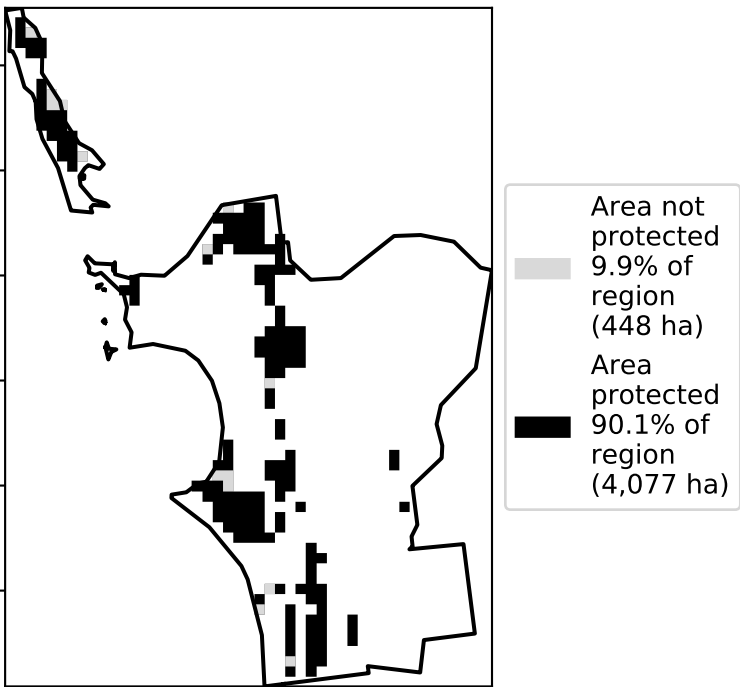 Area not
protected
9.9% of
region
(448 ha)
Area
protected
90.1% of
region
(4,077 ha)